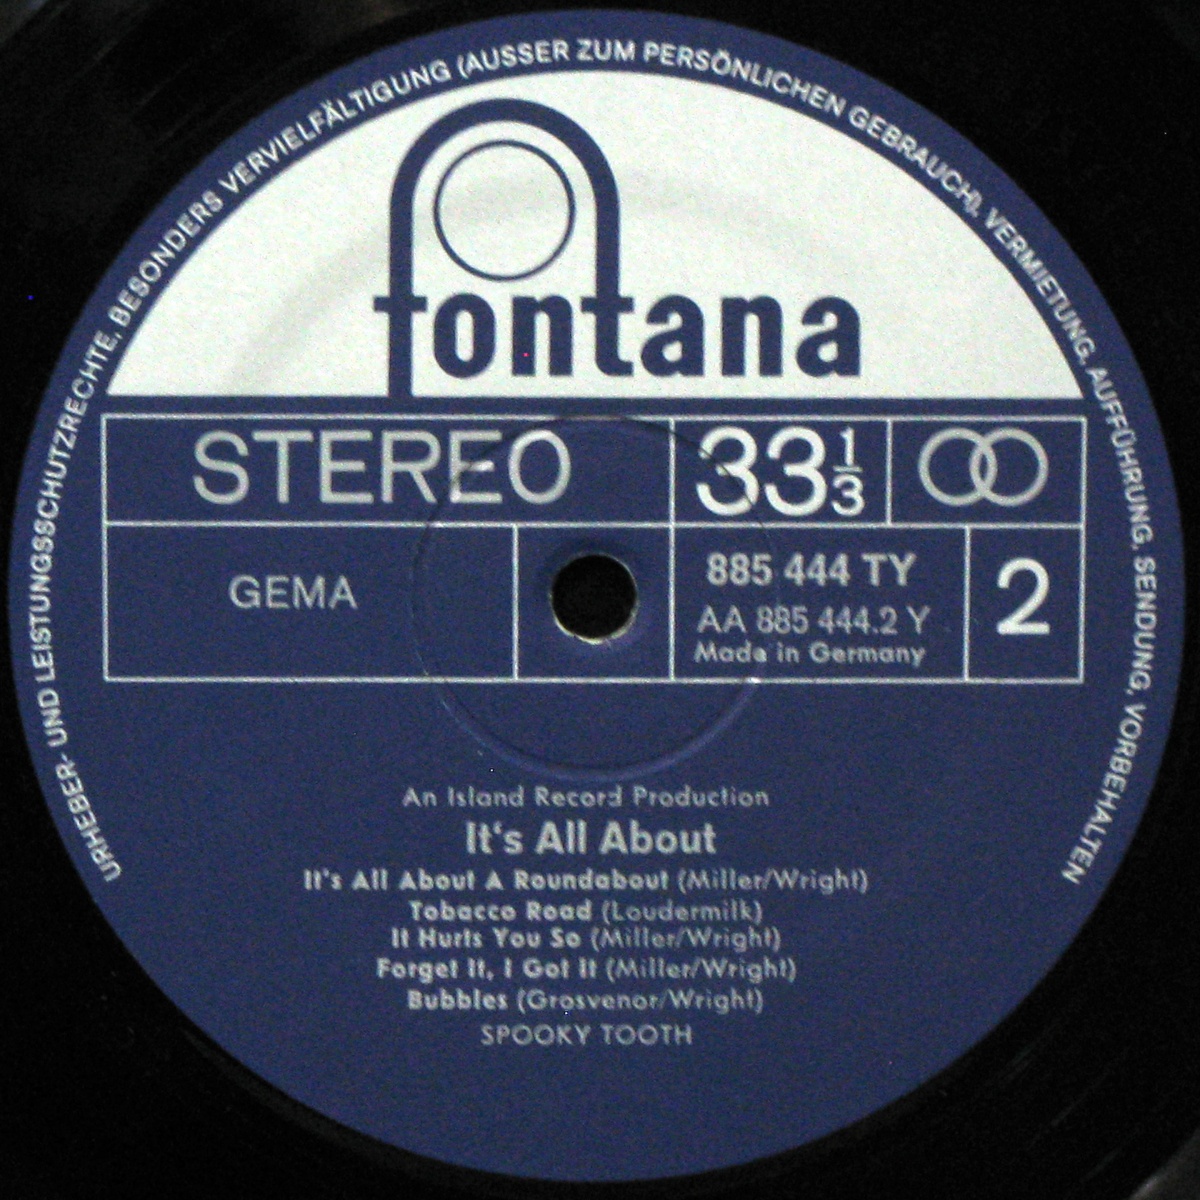 URHEBER- UND LEISTUNGSSCHUTZRECHTE, BESONDERS VERVIELFÄLTIGUNG (AUSSER ZUM PERSÖNLICHEN GEBRAUCH), VERMIETUNG, AUFFÜHRUNG, SENDUNG, VORBEHALTEN
fontana
STEREO
33 1/3
GEMA
885 444 TY
AA 885 444.2 Y
Made in Germany
2
An Island Record Production
It's All About
It's All About A Roundabout (Miller/Wright)
Tobacco Road (Loudermilk)
It Hurts You So (Miller/Wright)
Forget It, I Got It (Miller/Wright)
Bubbles (Grosvenor/Wright)
SPOOKY TOOTH